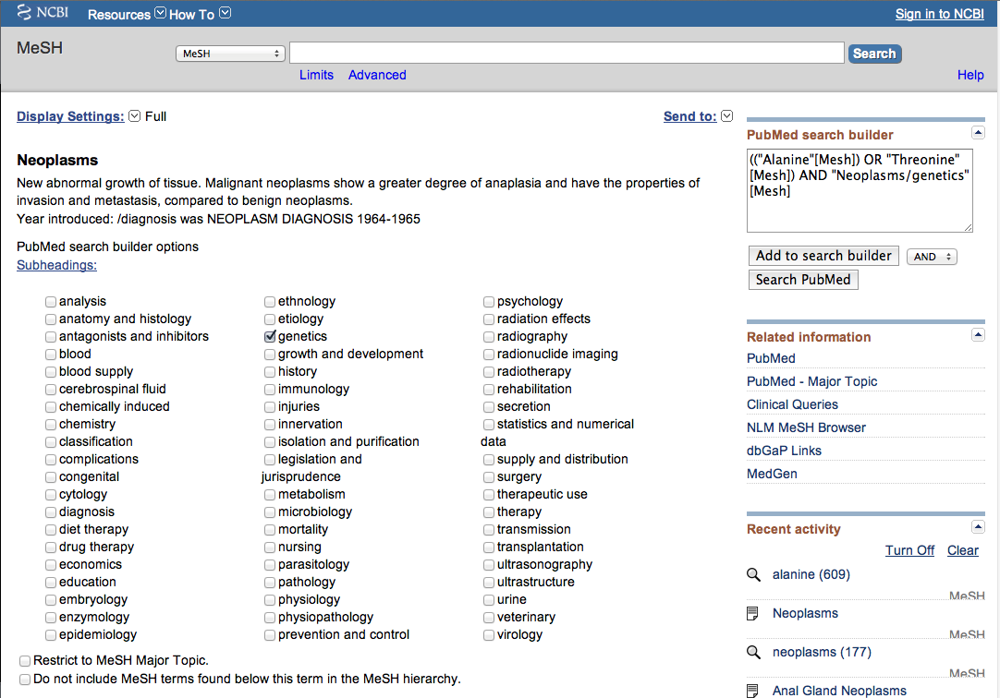 NCBI Resources How To Sign in to NCBI
MeSH MeSH Search
Limits Advanced Help
Display Settings: Full Send to:
Neoplasms
New abnormal growth of tissue. Malignant neoplasms show a greater degree of anaplasia and have the properties of
invasion and metastasis, compared to benign neoplasms.
Year introduced: /diagnosis was NEOPLASM DIAGNOSIS 1964-1965
PubMed search builder options
Subheadings:
analysis
anatomy and histology
antagonists and inhibitors
blood
blood supply
cerebrospinal fluid
chemically induced
chemistry
classification
complications
congenital
cytology
diagnosis
diet therapy
drug therapy
economics
education
embryology
enzymology
epidemiology
ethnology
etiology
genetics
growth and development
history
immunology
injuries
innervation
isolation and purification
legislation and
jurisprudence
metabolism
microbiology
mortality
nursing
parasitology
pathology
physiology
physiopathology
prevention and control
psychology
radiation effects
radiography
radionuclide imaging
radiotherapy
rehabilitation
secretion
statistics and numerical
data
supply and distribution
surgery
therapeutic use
therapy
transmission
transplantation
ultrasonography
ultrastructure
urine
veterinary
virology
Restrict to MeSH Major Topic.
Do not include MeSH terms found below this term in the MeSH hierarchy.
PubMed search builder
(("Alanine"[Mesh]) OR "Threonine"
[Mesh]) AND "Neoplasms/genetics"
[Mesh]
Add to search builder AND
Search PubMed
Related information
PubMed
PubMed - Major Topic
Clinical Queries
NLM MeSH Browser
dbGaP Links
MedGen
Recent activity
Turn Off Clear
alanine (609)
MeSH
Neoplasms
MeSH
neoplasms (177)
MeSH
Anal Gland Neoplasms